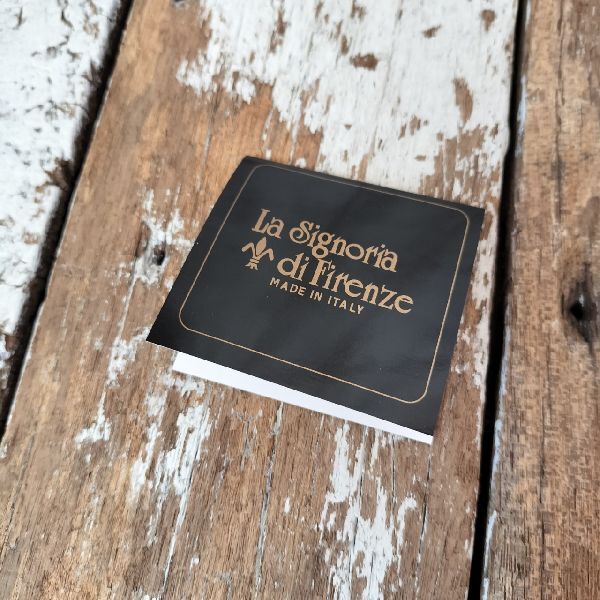 La Signoria
di Firenze
MADE IN ITALY